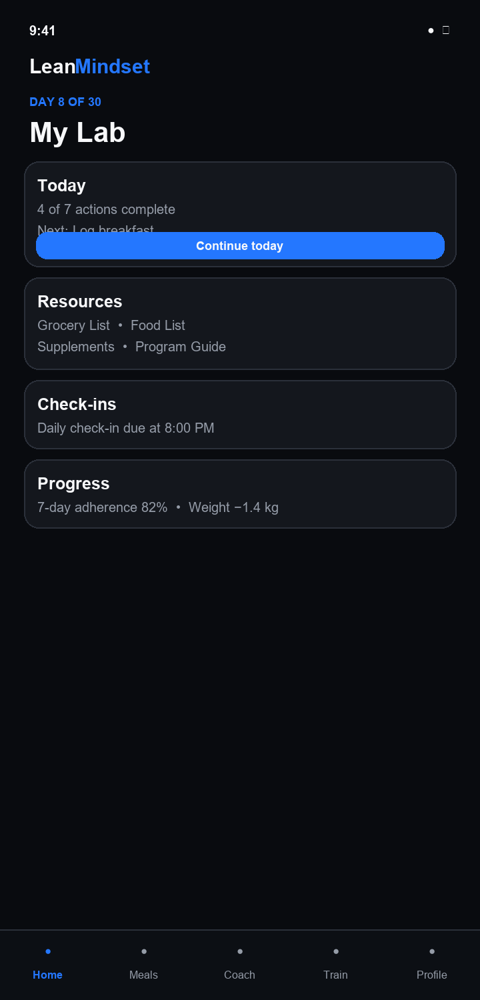 9:41
LeanMindset
DAY 8 OF 30
My Lab
Today
4 of 7 actions complete
Next: Log breakfast
Continue today
Resources
Grocery List • Food List
Supplements • Program Guide
Check-ins
Daily check-in due at 8:00 PM
Progress
7-day adherence 82% • Weight −1.4 kg
Home
Meals
Coach
Train
Profile